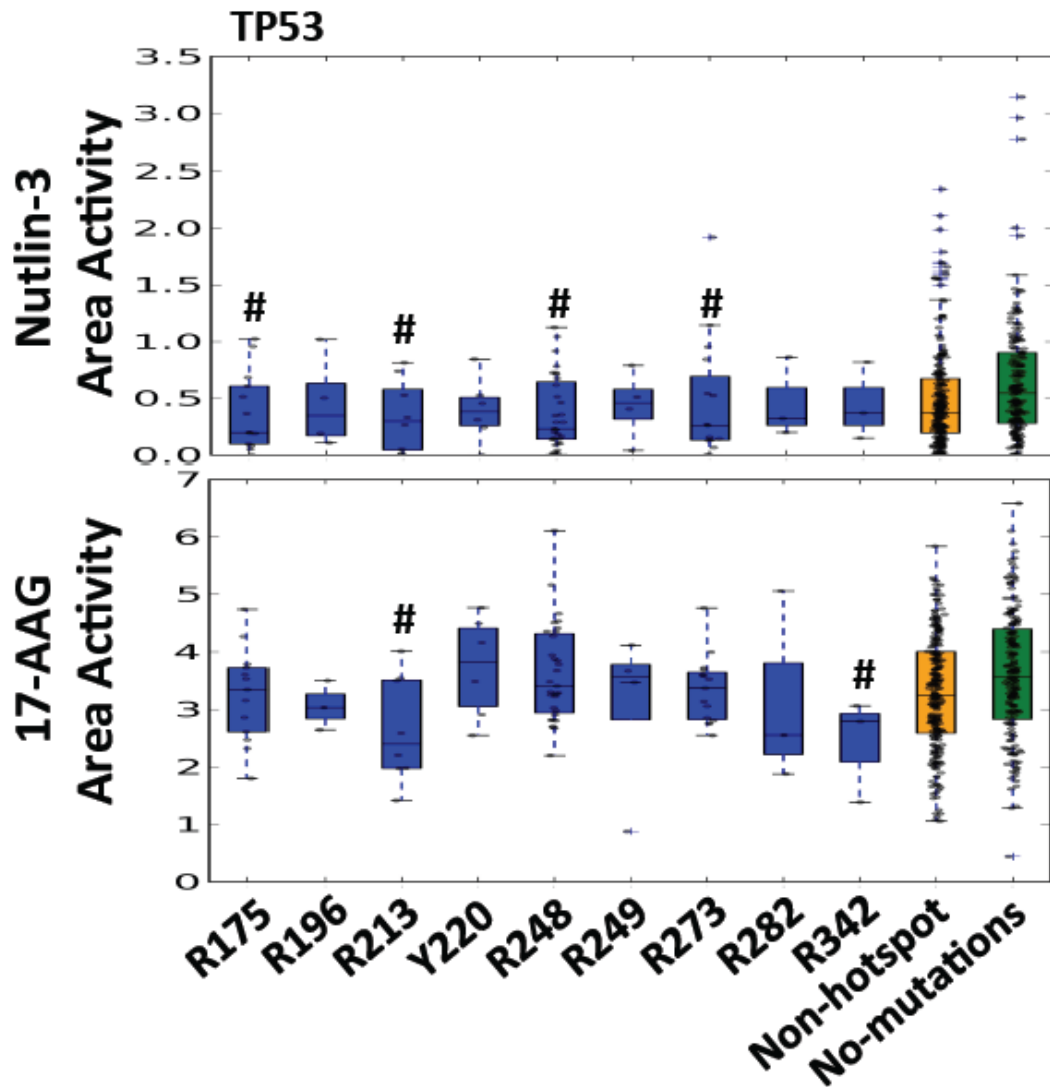 TP53
Nutlin-3
Area Activity
3.5
3.0
2.5
2.0
1.5
1.0
0.5
0.0
# # # #
17-AAG
Area Activity
7
6
5
4
3
2
1
0
# #
R175
R196
R213
Y220
R248
R249
R273
R282
R342
Non-hotspot
No-mutations